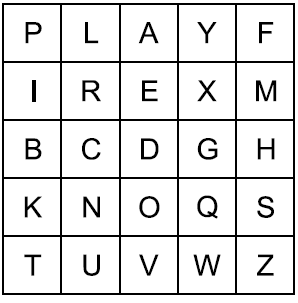 P L A Y F
I R E X M
B C D G H
K N O Q S
T U V W Z